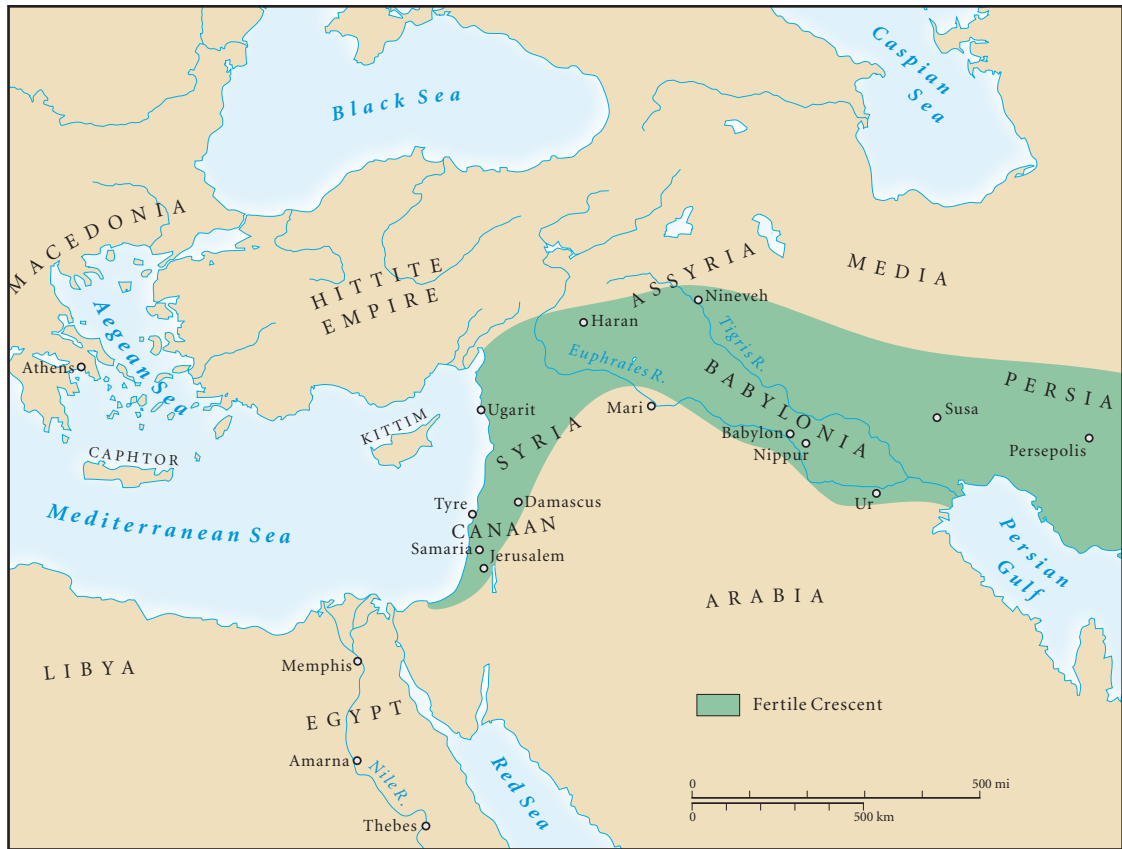 Black Sea
Caspian
Sea
MACEDONIA
HITTITE
EMPIRE
ASSYRIA
MEDIA
Nineveh
Haran
Tigris R.
Aegean Sea
Athens
Euphrates R.
BABYLONIA
PERSIA
Ugarit
Mari
Susa
KITTIM
SYRIA
Babylon
Nippur
Persepolis
CAPHTOR
Mediterranean Sea
Tyre
Damascus
Ur
CANAAN
Samaria
Jerusalem
Persian
Gulf
ARABIA
LIBYA
Memphis
EGYPT
Fertile Crescent
Amarna
Nile R.
Red Sea
Thebes
0 500 mi
0 500 km